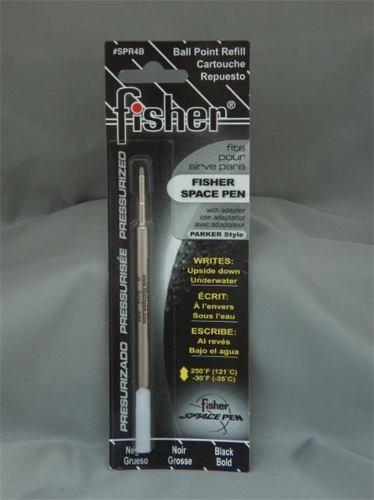 #SPR4B
Ball Point Refill
Cartouche
Repuesto
fisher®
fits
pour
sirve para
FISHER
SPACE PEN
with adapter
con adaptador
avec adaptateur
PARKER Style
PRESURIZADO PRESSURISÉE PRESSURIZED
WRITES:
Upside down
Underwater
ÉCRIT:
À l'envers
Sous l'eau
ESCRIBE:
Al revés
Bajo el agua
250°F (121°C)
-30°F (-35°C)
fisher
SPACE PEN
Noir Black
Grueso Grosse Bold